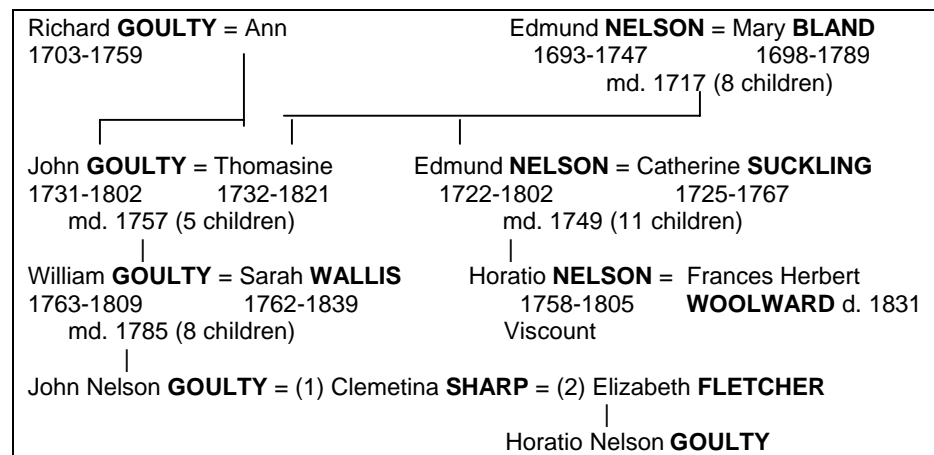 Richard GOULTY = Ann Edmund NELSON = Mary BLAND
1703-1759 1693-1747 1698-1789
md. 1717 (8 children)
John GOULTY = Thomasine Edmund NELSON = Catherine SUCKLING
1731-1802 1732-1821 1722-1802 1725-1767
md. 1757 (5 children) md. 1749 (11 children)
William GOULTY = Sarah WALLIS Horatio NELSON = Frances Herbert
1763-1809 1762-1839 1758-1805 WOOLWARD d. 1831
md. 1785 (8 children) Viscount
John Nelson GOULTY = (1) Clemetina SHARP = (2) Elizabeth FLETCHER
Horatio Nelson GOULTY